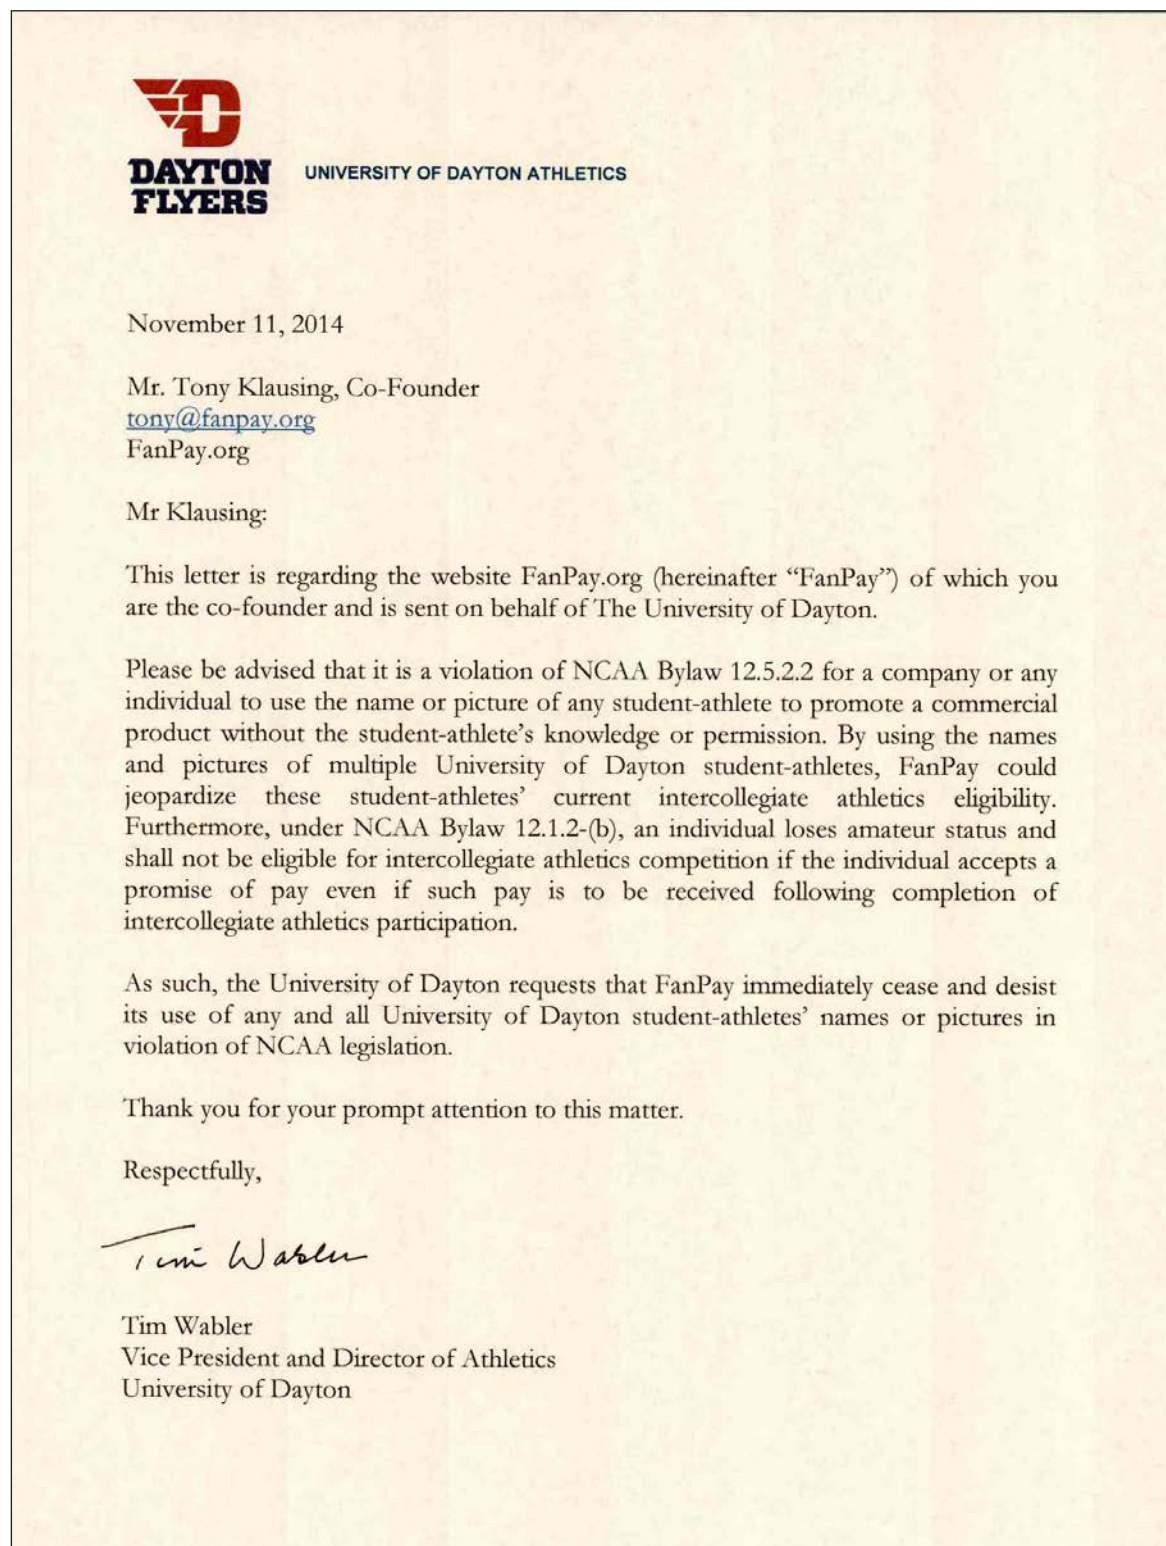 DAYTON
FLYERS
UNIVERSITY OF DAYTON ATHLETICS
November 11, 2014
Mr. Tony Klausing, Co-Founder
tony@fanpay.org
FanPay.org
Mr Klausing:
This letter is regarding the website FanPay.org (hereinafter “FanPay”) of which you
are the co-founder and is sent on behalf of The University of Dayton.
Please be advised that it is a violation of NCAA Bylaw 12.5.2.2 for a company or any
individual to use the name or picture of any student-athlete to promote a commercial
product without the student-athlete’s knowledge or permission. By using the names
and pictures of multiple University of Dayton student-athletes, FanPay could
jeopardize these student-athletes’ current intercollegiate athletics eligibility.
Furthermore, under NCAA Bylaw 12.1.2-(b), an individual loses amateur status and
shall not be eligible for intercollegiate athletics competition if the individual accepts a
promise of pay even if such pay is to be received following completion of
intercollegiate athletics participation.
As such, the University of Dayton requests that FanPay immediately cease and desist
its use of any and all University of Dayton student-athletes’ names or pictures in
violation of NCAA legislation.
Thank you for your prompt attention to this matter.
Respectfully,
Tim Wabler
Tim Wabler
Vice President and Director of Athletics
University of Dayton